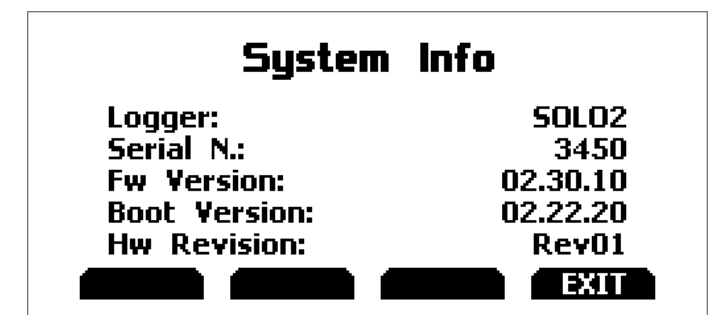 System Info
Logger: SOLO2
Serial N.: 3450
Fw Version: 02.30.10
Boot Version: 02.22.20
Hw Revision: Rev01
EXIT